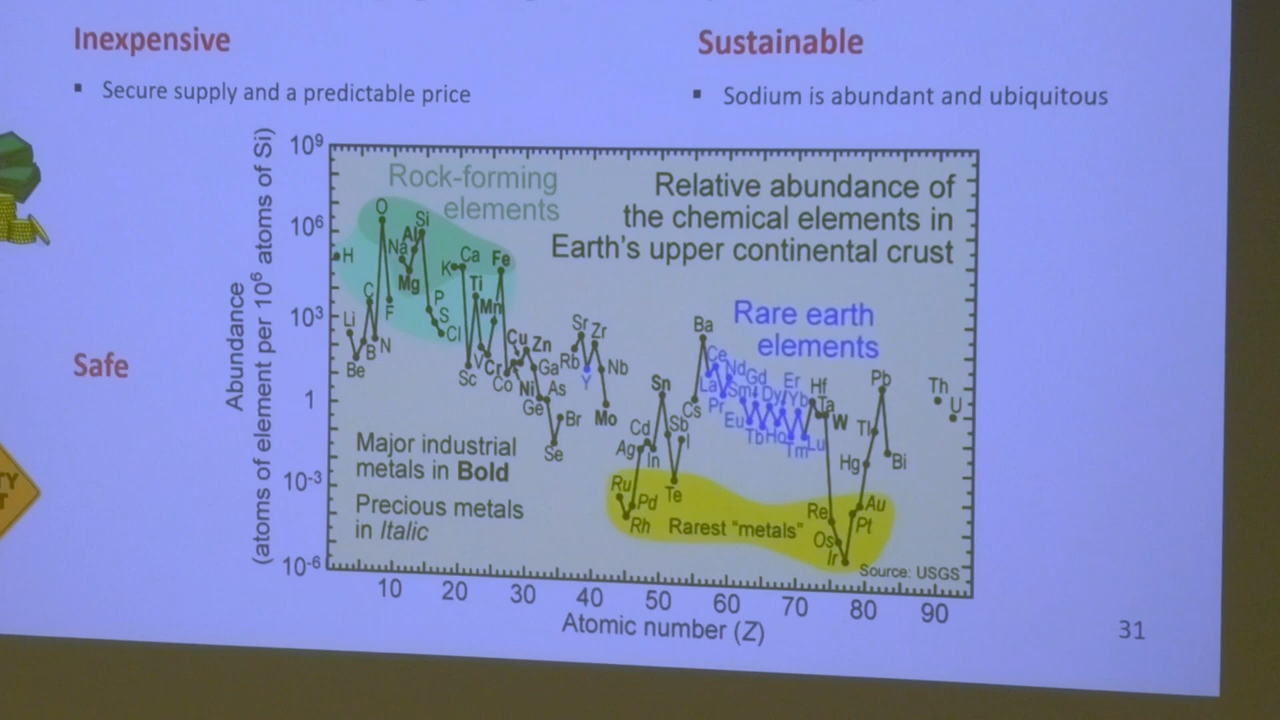 Inexpensive
Sustainable
▪ Secure supply and a predictable price
▪ Sodium is abundant and ubiquitous
Safe
TY
T
Abundance
(atoms of element per 10⁶ atoms of Si)
10⁹
10⁶
10³
1
10⁻³
10⁻⁶
Rock-forming
elements
Relative abundance of
the chemical elements in
Earth's upper continental crust
Rare earth
elements
Major industrial
metals in Bold
Precious metals
in Italic
Rarest "metals"
Source: USGS
H
Li
Be
B
C
N
O
F
Na
Mg
Al
Si
P
S
Cl
K
Ca
Sc
Ti
V
Cr
Mn
Fe
Co
Ni
Cu
Zn
Ga
Ge
As
Se
Br
Rb
Sr
Y
Zr
Nb
Mo
Ru
Rh
Pd
Ag
Cd
In
Sn
Sb
Te
I
Cs
Ba
La
Ce
Pr
Nd
Sm
Eu
Gd
Tb
Dy
Ho
Er
Tm
Yb
Lu
Hf
Ta
W
Re
Os
Ir
Pt
Au
Hg
Tl
Pb
Bi
Th
U
10 20 30 40 50 60 70 80 90
Atomic number (Z)
31